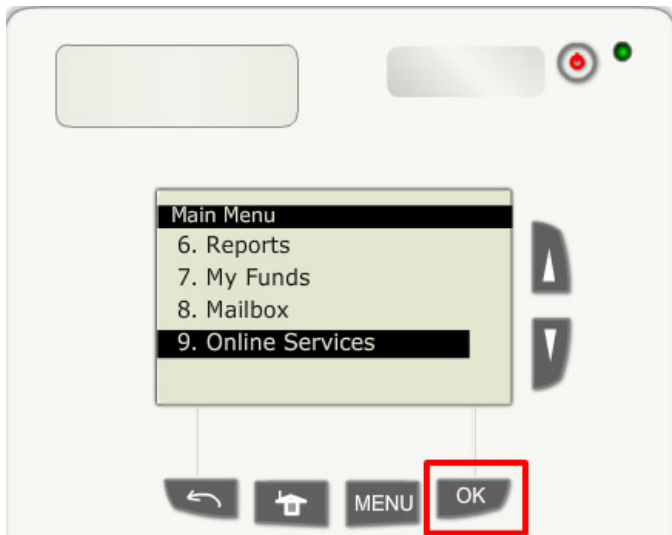 Main Menu
6. Reports
7. My Funds
8. Mailbox
9. Online Services
MENU
OK